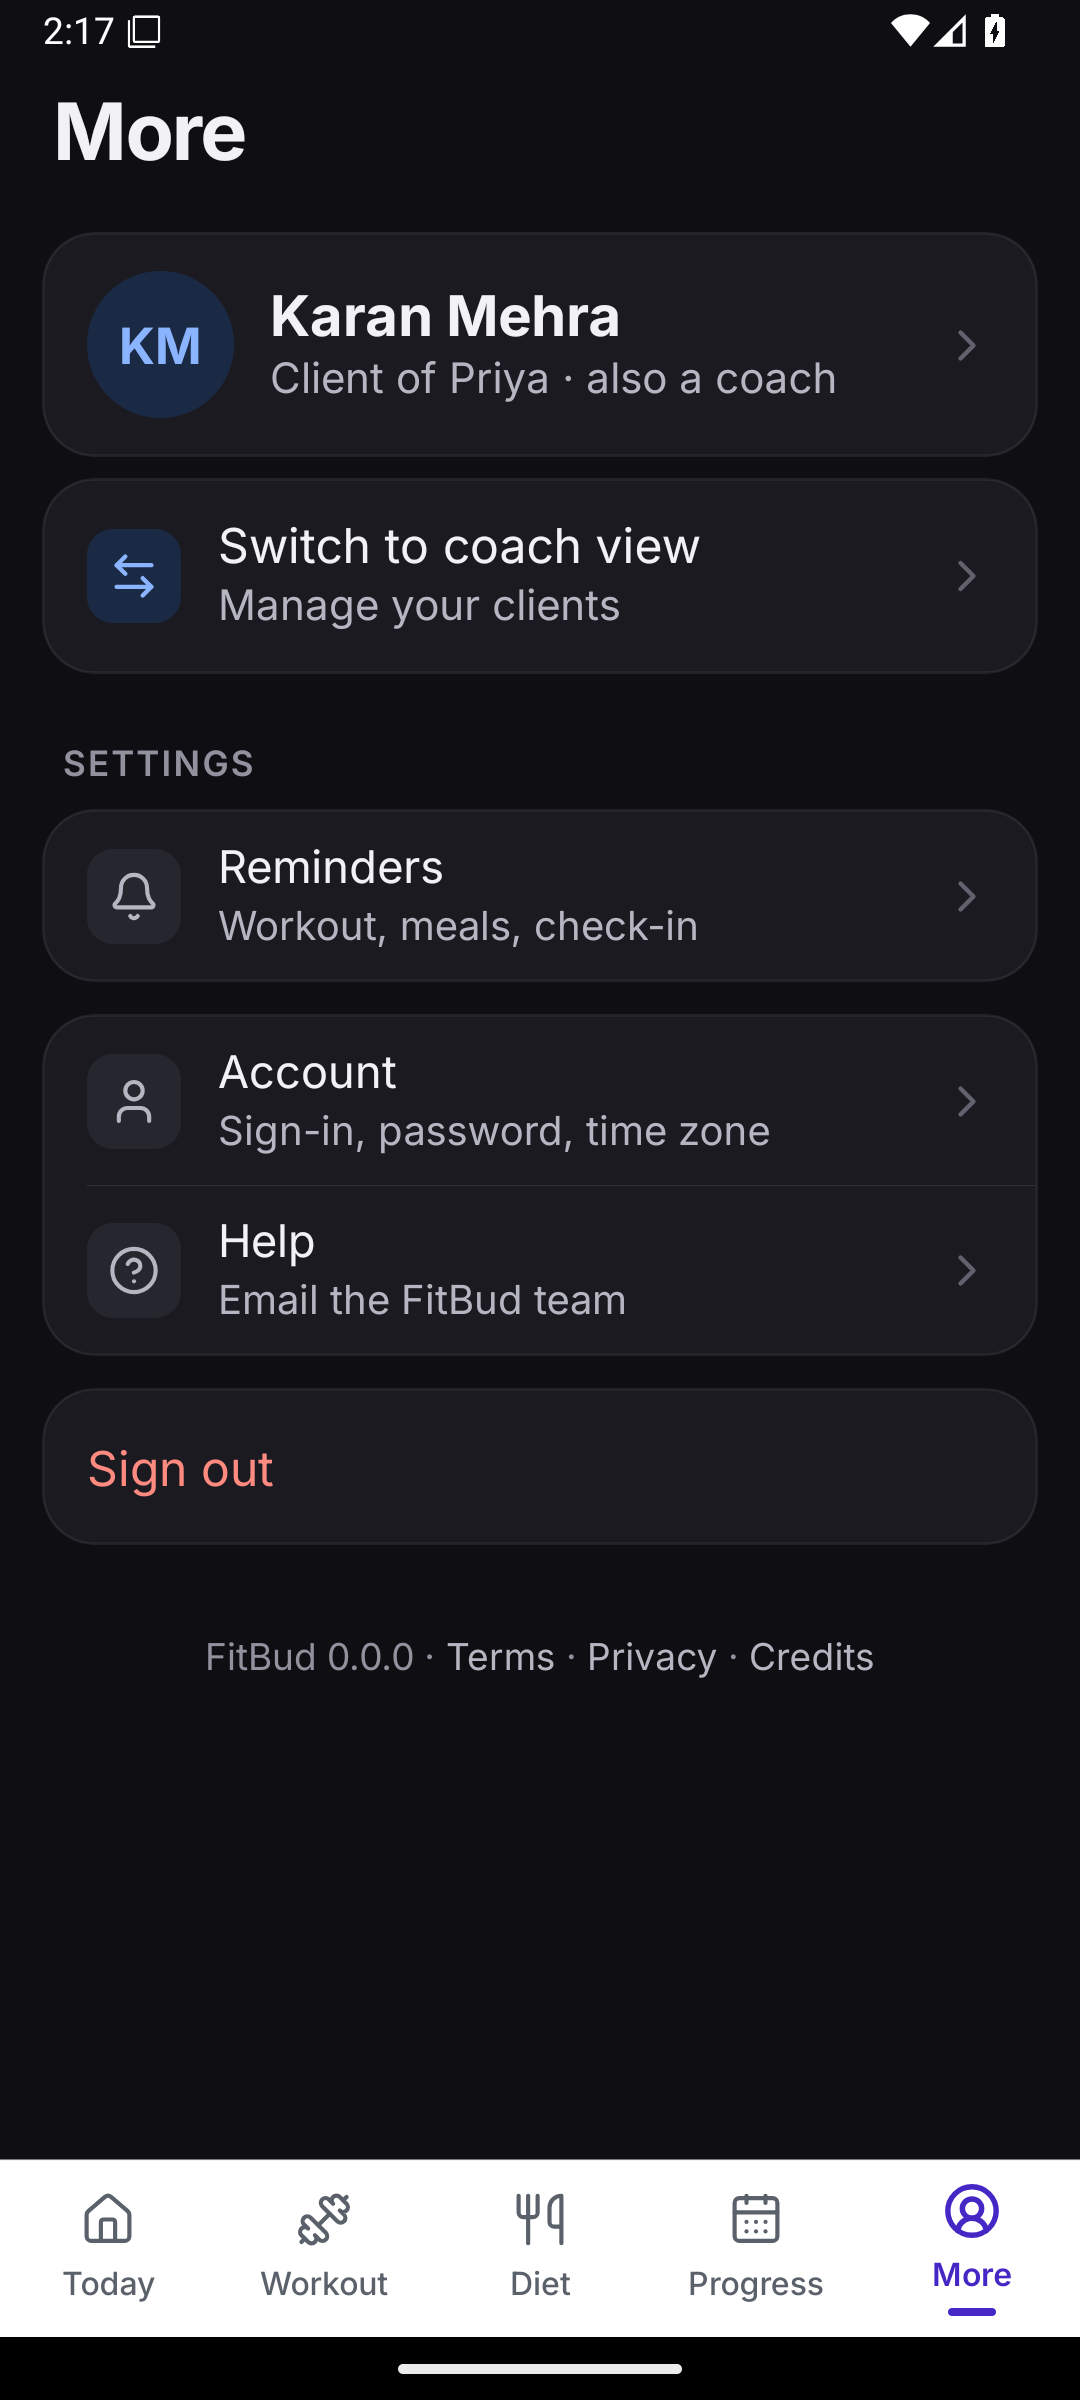 2:17
More
KM
Karan Mehra
Client of Priya · also a coach
Switch to coach view
Manage your clients
SETTINGS
Reminders
Workout, meals, check-in
Account
Sign-in, password, time zone
Help
Email the FitBud team
Sign out
FitBud 0.0.0 · Terms · Privacy · Credits
Today Workout Diet Progress More